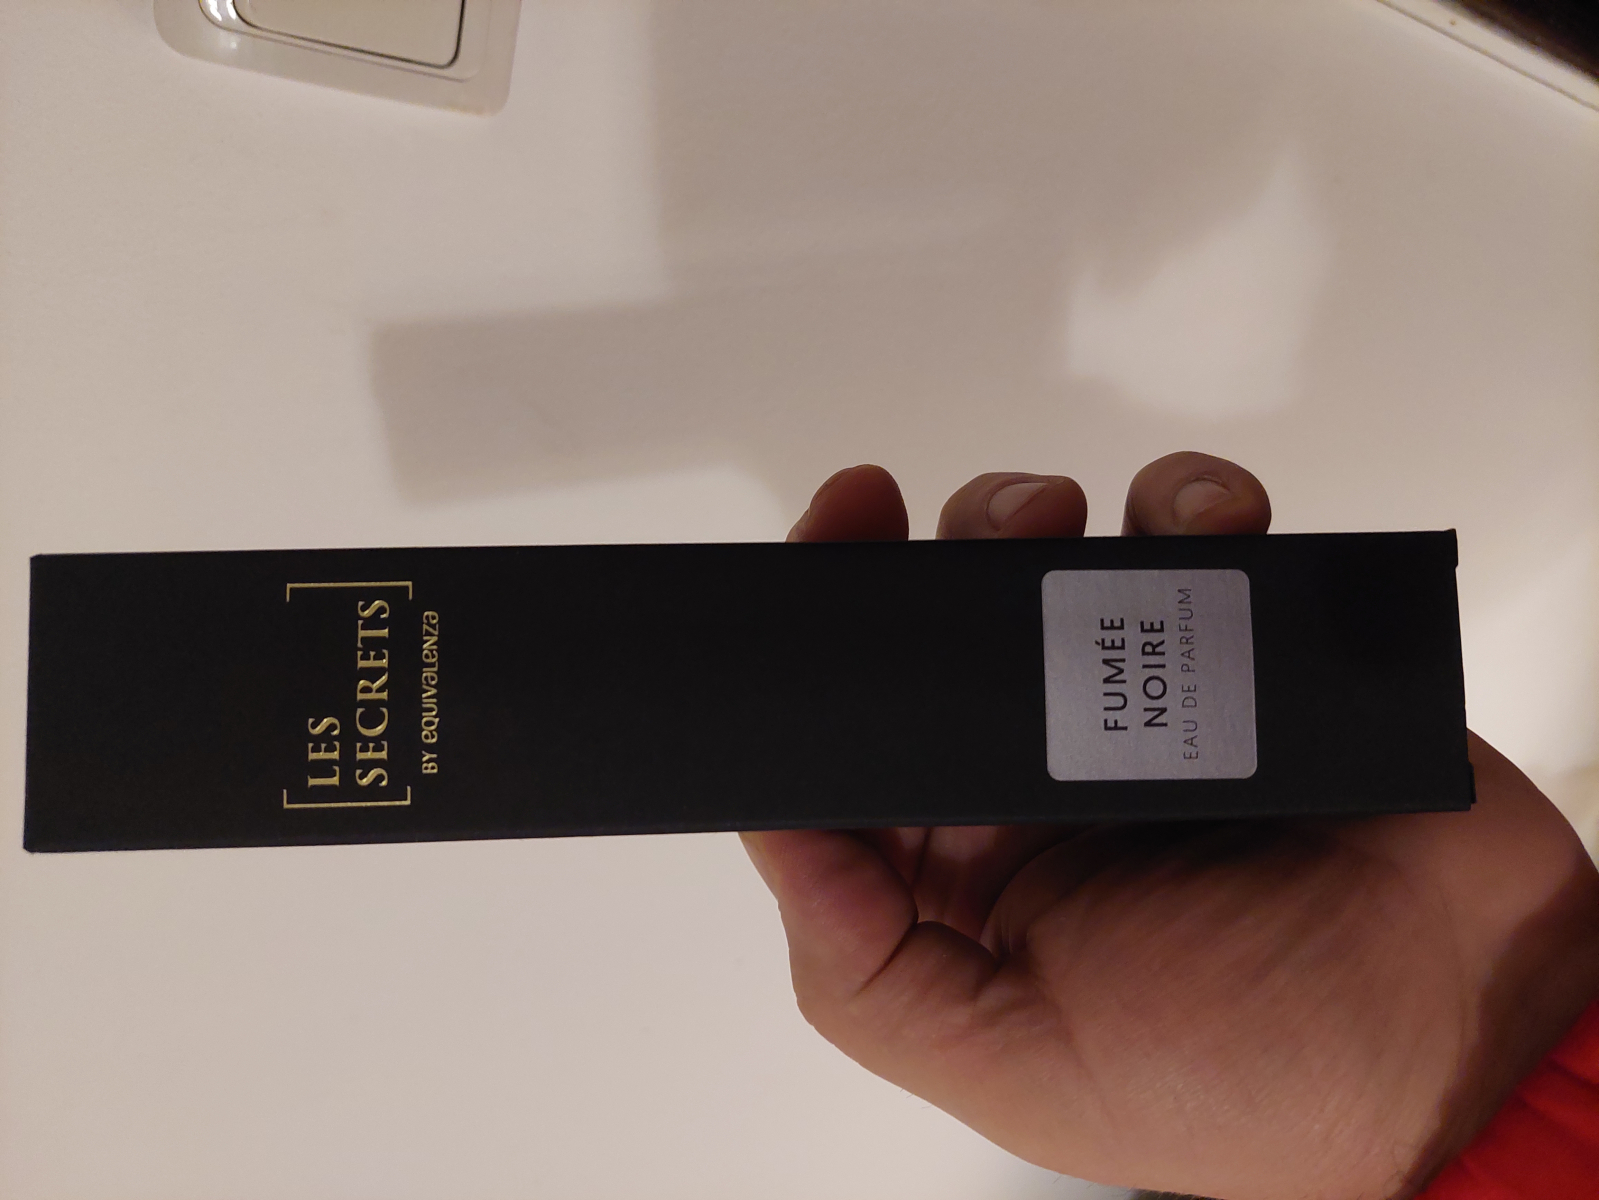 LES
SECRETS
BY equivalenza
FUMÉE
NOIRE
EAU DE PARFUM